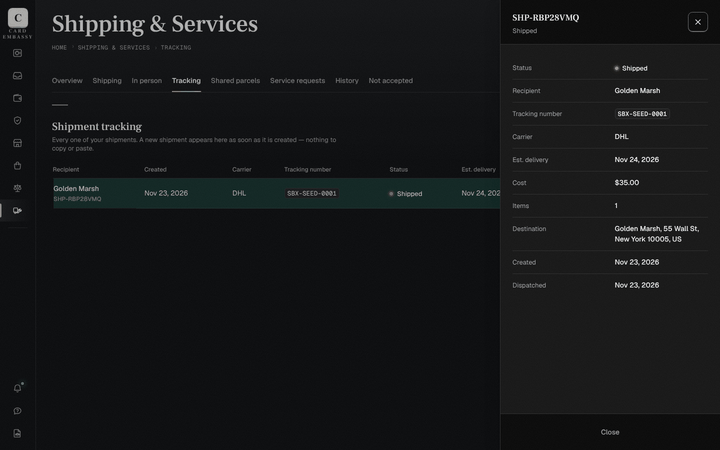 C
CARD
EMBASSY
Shipping & Services
HOME › SHIPPING & SERVICES › TRACKING
Overview Shipping In person Tracking Shared parcels Service requests History Not accepted
Shipment tracking
Every one of your shipments. A new shipment appears here as soon as it is created — nothing to
copy or paste.
Recipient Created Carrier Tracking number Status Est. delivery
Golden Marsh Nov 23, 2026 DHL SBX-SEED-0001 Shipped Nov 24, 202
SHP-RBP28VMQ
SHP-RBP28VMQ
Shipped
Status Shipped
Recipient Golden Marsh
Tracking number SBX-SEED-0001
Carrier DHL
Est. delivery Nov 24, 2026
Cost $35.00
Items 1
Destination Golden Marsh, 55 Wall St,
New York 10005, US
Created Nov 23, 2026
Dispatched Nov 23, 2026
Close